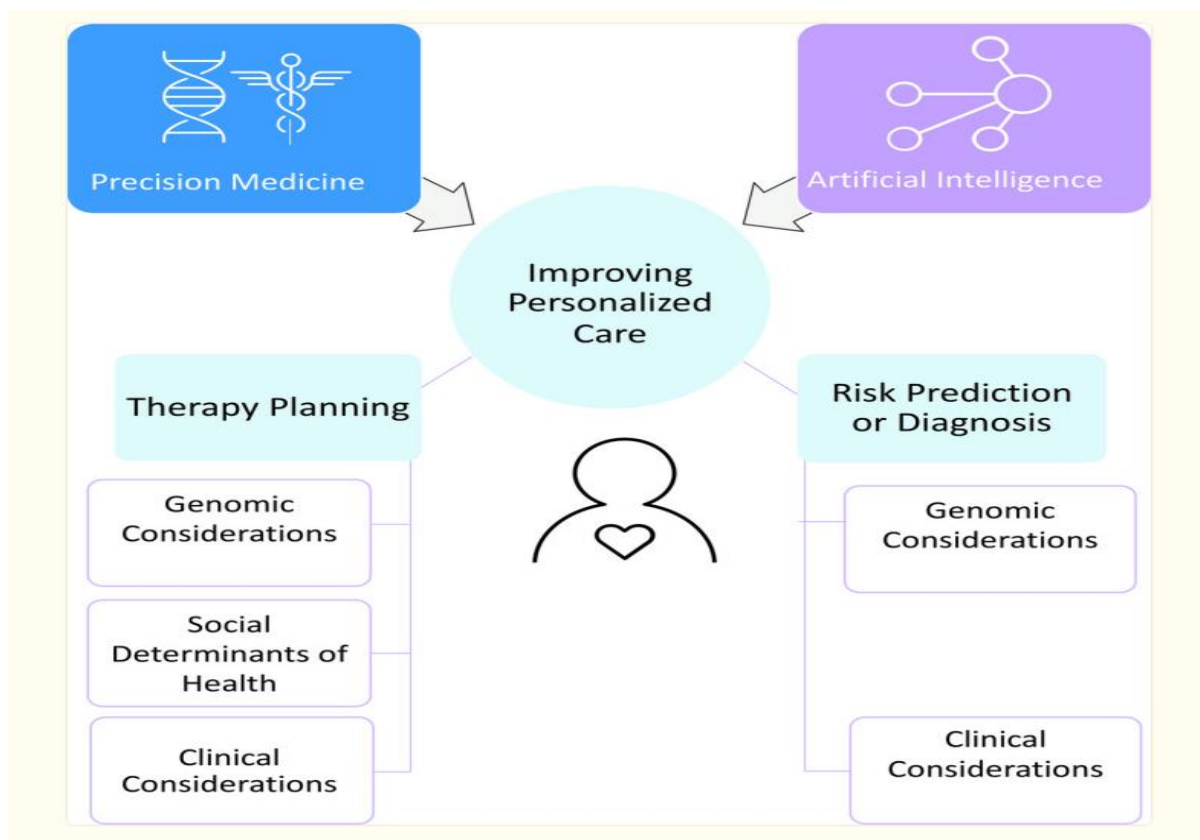 Precision Medicine
Artificial Intelligence
Improving
Personalized
Care
Therapy Planning
Risk Prediction
or Diagnosis
Genomic
Considerations
Social
Determinants of
Health
Clinical
Considerations
Genomic
Considerations
Clinical
Considerations